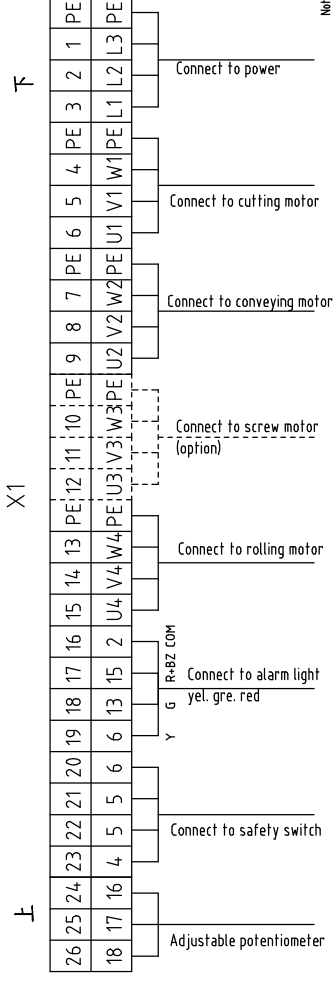 Not
下
X1
上
PE PE
1 L3
2 L2
3 L1
Connect to power
PE PE
4 W1
5 V1
6 U1
Connect to cutting motor
PE PE
7 W2
8 V2
9 U2
Connect to conveying motor
PE PE
10 W3
11 V3
12 U3
Connect to screw motor
(option)
PE PE
13 W4
14 V4
15 U4
Connect to rolling motor
16 2 COM
17 15 R+BZ
18 13 G
19 6 Y
Connect to alarm light
yel. gre. red
20 6
21 5
22 5
23 4
Connect to safety switch
24 16
25 17
26 18
Adjustable potentiometer